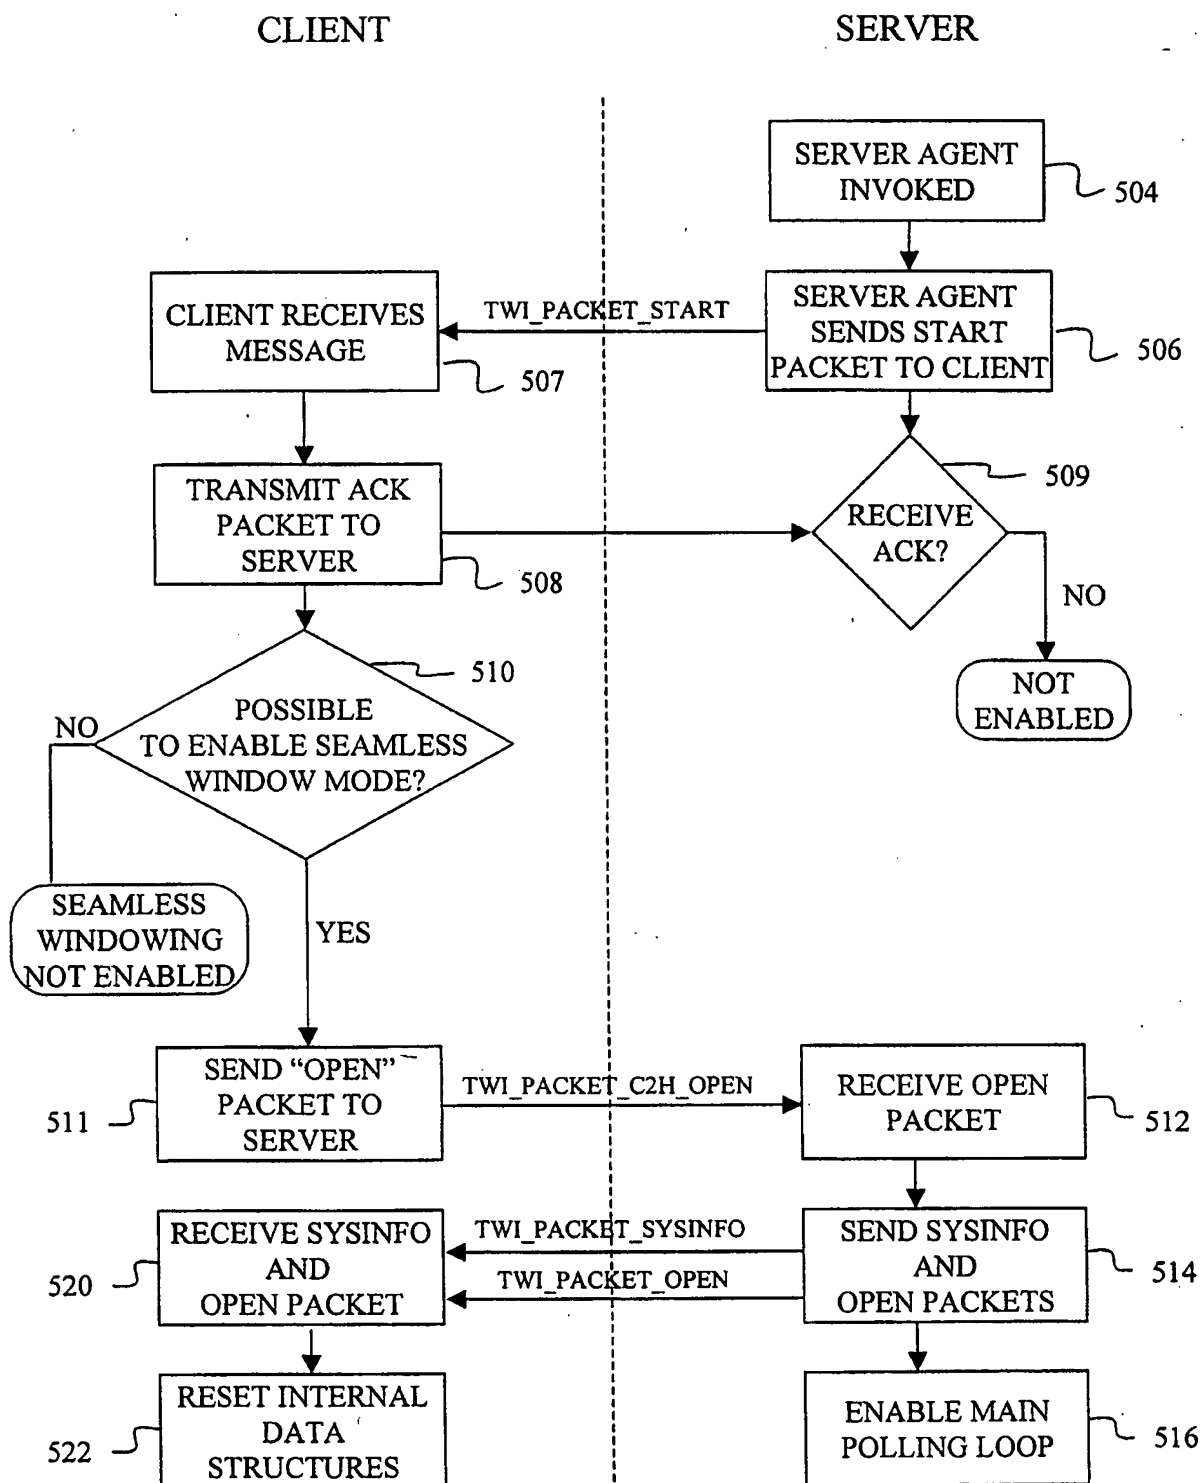 CLIENT
SERVER
SERVER AGENT
INVOKED
504
CLIENT RECEIVES
MESSAGE
507
TWI_PACKET_START
SERVER AGENT
SENDS START
PACKET TO CLIENT
506
TRANSMIT ACK
PACKET TO
SERVER
508
RECEIVE
ACK?
509
NO
NOT
ENABLED
POSSIBLE
TO ENABLE SEAMLESS
WINDOW MODE?
510
NO
SEAMLESS
WINDOWING
NOT ENABLED
YES
SEND “OPEN”
PACKET TO
SERVER
511
TWI_PACKET_C2H_OPEN
RECEIVE OPEN
PACKET
512
RECEIVE SYSINFO
AND
OPEN PACKET
520
TWI_PACKET_SYSINFO
TWI_PACKET_OPEN
SEND SYSINFO
AND
OPEN PACKETS
514
RESET INTERNAL
DATA
STRUCTURES
522
ENABLE MAIN
POLLING LOOP
516